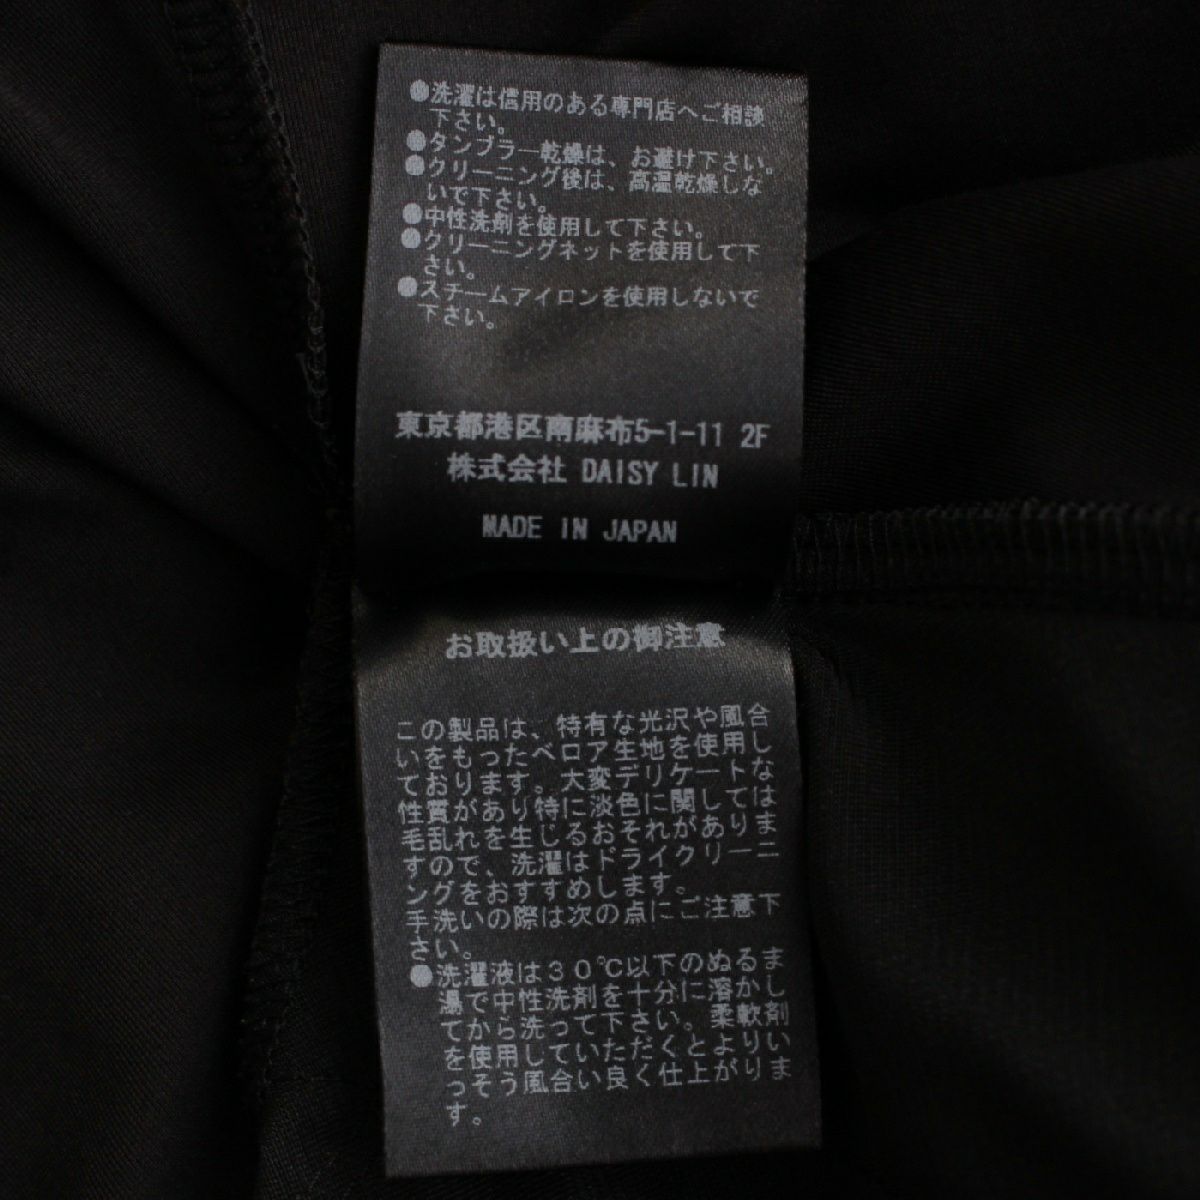 ●洗濯は信用のある専門店へご相談
下さい。
●タンブラー乾燥は、お避け下さい。
●クリーニング後は、高温乾燥しな
いで下さい。
●中性洗剤を使用して下さい。
●クリーニングネットを使用して下
さい。
●スチームアイロンを使用しないで
下さい。
東京都港区南麻布5-1-11 2F
株式会社 DAISY LIN
MADE IN JAPAN
お取扱い上の御注意
この製品は、特有な光沢や風合
いをもったベロア生地を使用し
ております。大変デリケートな
性質があり特に淡色に関しては
毛乱れを生じるおそれがありま
すので、洗濯はドライクリーニ
ングをおすすめします。
手洗いの際は次の点にご注意下
さい。
●洗濯液は30℃以下のぬるま
湯で中性洗剤を十分に溶かし
てから洗って下さい。柔軟剤
を使用していただくとよりい
っそう風合い良く仕上がりま
す。